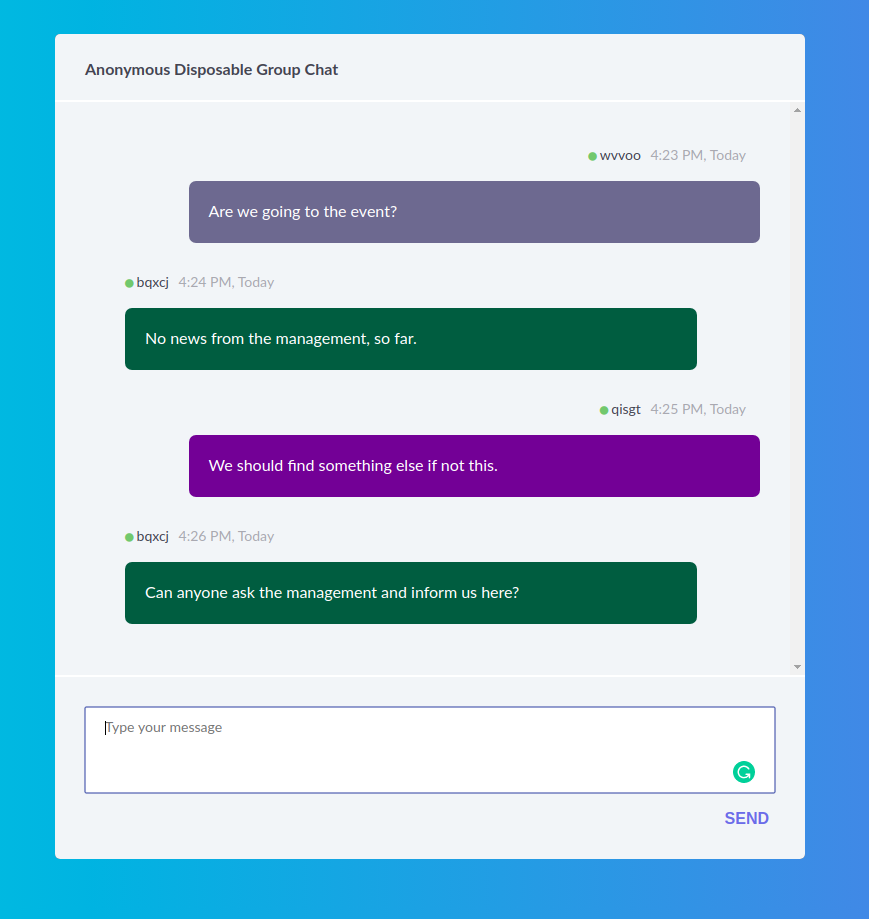 Anonymous Disposable Group Chat
wvvoo 4:23 PM, Today
Are we going to the event?
bqxcj 4:24 PM, Today
No news from the management, so far.
qisgt 4:25 PM, Today
We should find something else if not this.
bqxcj 4:26 PM, Today
Can anyone ask the management and inform us here?
Type your message
SEND